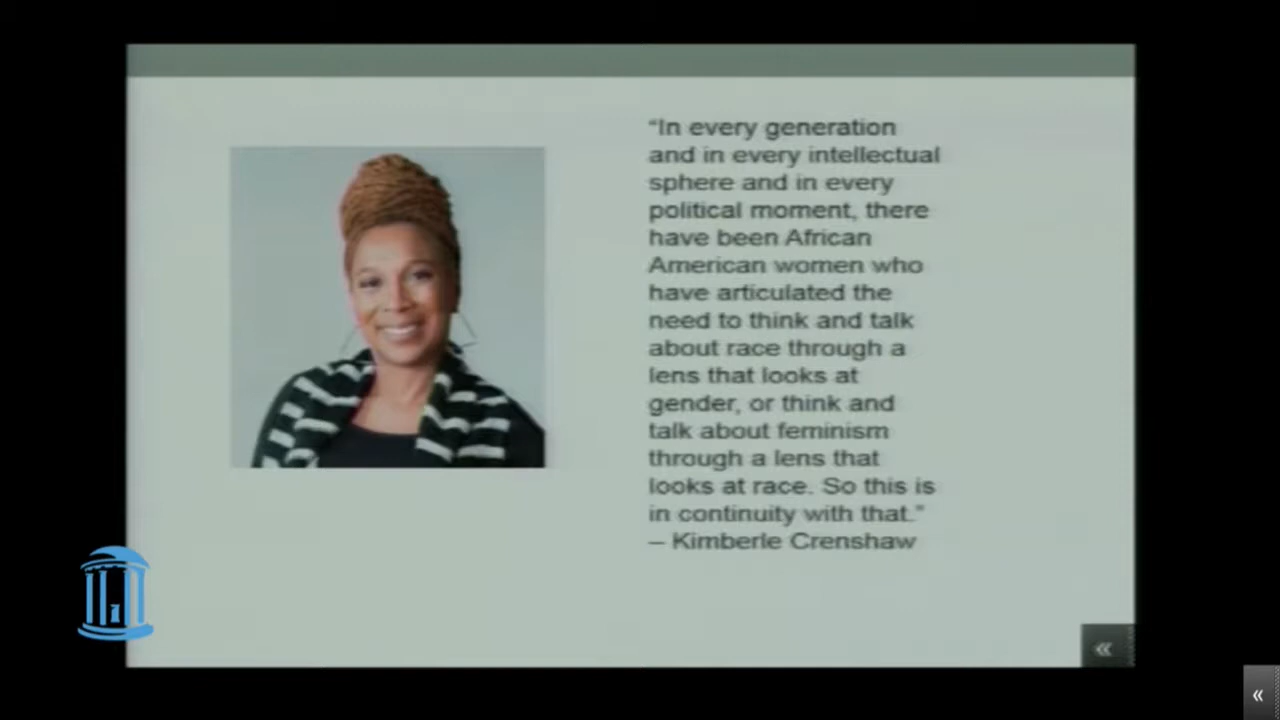 “In every generation
and in every intellectual
sphere and in every
political moment, there
have been African
American women who
have articulated the
need to think and talk
about race through a
lens that looks at
gender, or think and
talk about feminism
through a lens that
looks at race. So this is
in continuity with that.”
– Kimberle Crenshaw